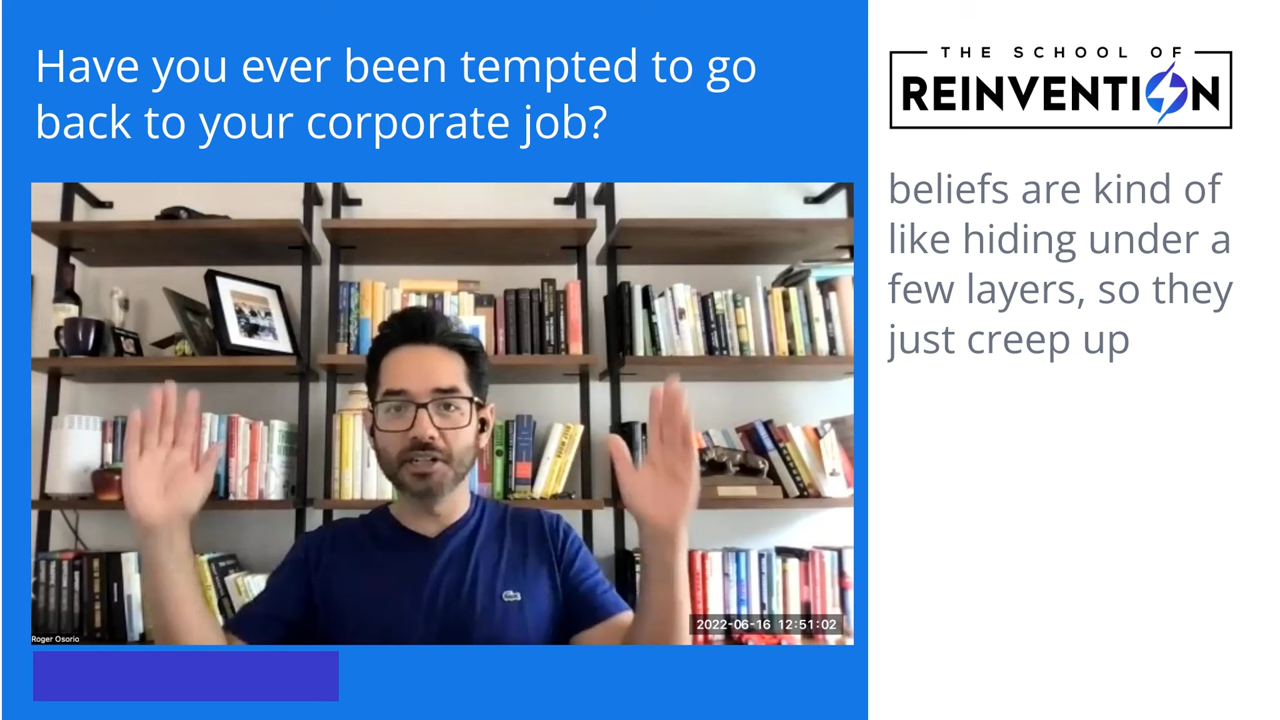 Have you ever been tempted to go
back to your corporate job?
THE SCHOOL OF
REINVENTION
beliefs are kind of
like hiding under a
few layers, so they
just creep up
Roger Osorio
2022-06-16 12:51:02